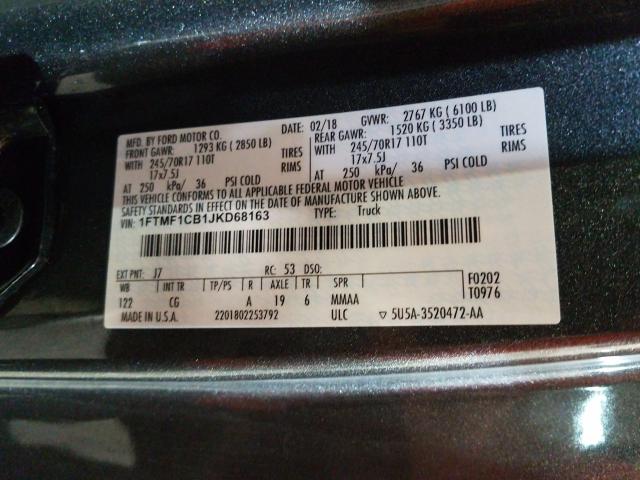 MFD. BY FORD MOTOR CO.
DATE: 02/18
GVWR: 2767 KG ( 6100 LB)
FRONT GAWR: 1293 KG ( 2850 LB)
REAR GAWR: 1520 KG ( 3350 LB)
WITH 245/70R17 110T TIRES
WITH 245/70R17 110T TIRES
17x7.5J RIMS
17x7.5J RIMS
AT 250 kPa/ 36 PSI COLD
AT 250 kPa/ 36 PSI COLD
THIS VEHICLE CONFORMS TO ALL APPLICABLE FEDERAL MOTOR VEHICLE
SAFETY STANDARDS IN EFFECT ON THE DATE OF MANUFACTURE SHOWN ABOVE.
VIN: 1FTMF1CB1JKD68163
TYPE: Truck
EXT PNT: J7 RC: 53 DSO:
WB INT TR TP/PS R AXLE TR SPR
122 CG A 19 6 MMAA
F0202
T0976
MADE IN U.S.A. 2201802253792 ULC ▽ 5U5A-3520472-AA